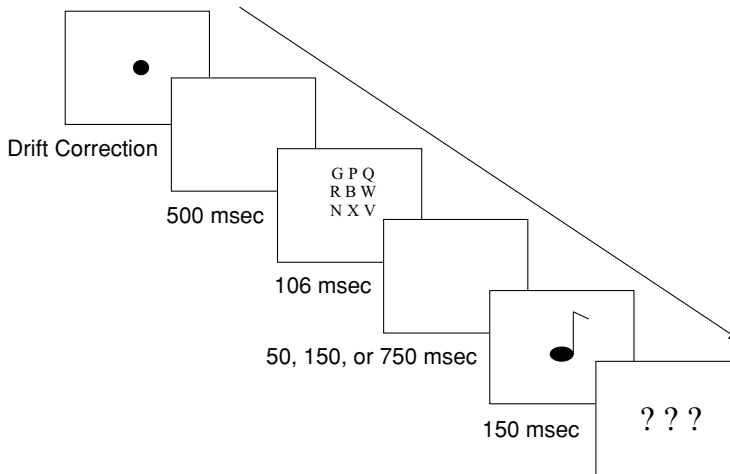 Drift Correction
500 msec
G P Q
R B W
N X V
106 msec
50, 150, or 750 msec
150 msec
? ? ?